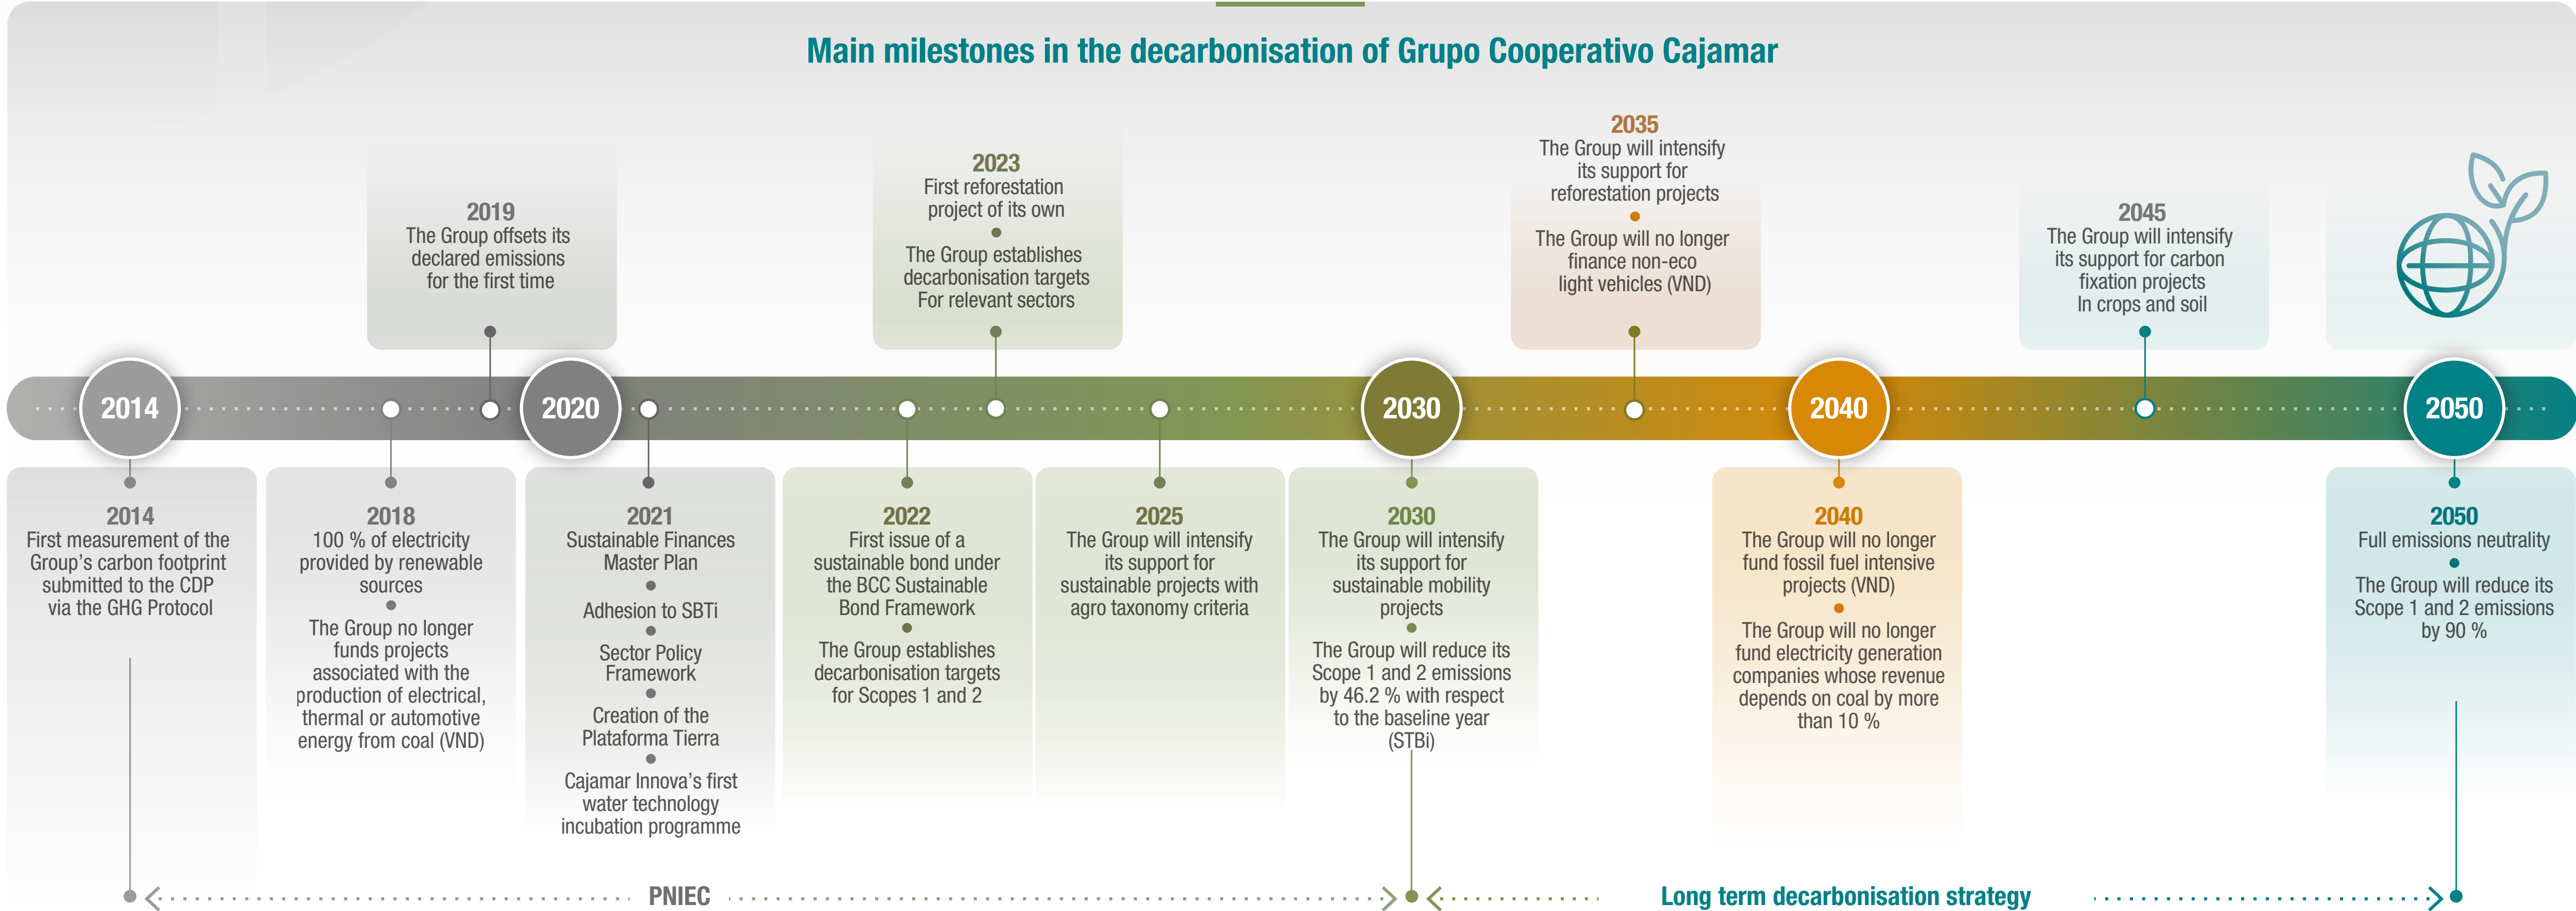 Main milestones in the decarbonisation of Grupo Cooperativo Cajamar
2019
The Group offsets its
declared emissions
for the first time
2023
First reforestation
project of its own
The Group establishes
decarbonisation targets
For relevant sectors
2035
The Group will intensify
its support for
reforestation projects
The Group will no longer
finance non-eco
light vehicles (VND)
2045
The Group will intensify
its support for carbon
fixation projects
In crops and soil
2014
2020
2030
2040
2050
2014
First measurement of the
Group's carbon footprint
submitted to the CDP
via the GHG Protocol
2018
100 % of electricity
provided by renewable
sources
The Group no longer
funds projects
associated with the
production of electrical,
thermal or automotive
energy from coal (VND)
2021
Sustainable Finances
Master Plan
Adhesion to SBTi
Sector Policy
Framework
Creation of the
Plataforma Tierra
Cajamar Innova's first
water technology
incubation programme
2022
First issue of a
sustainable bond under
the BCC Sustainable
Bond Framework
The Group establishes
decarbonisation targets
for Scopes 1 and 2
2025
The Group will intensify
its support for
sustainable projects with
agro taxonomy criteria
2030
The Group will intensify
its support for
sustainable mobility
projects
The Group will reduce its
Scope 1 and 2 emissions
by 46.2 % with respect
to the baseline year
(STBi)
2040
The Group will no longer
fund fossil fuel intensive
projects (VND)
The Group will no longer
fund electricity generation
companies whose revenue
depends on coal by more
than 10 %
2050
Full emissions neutrality
The Group will reduce its
Scope 1 and 2 emissions
by 90 %
PNIEC
Long term decarbonisation strategy